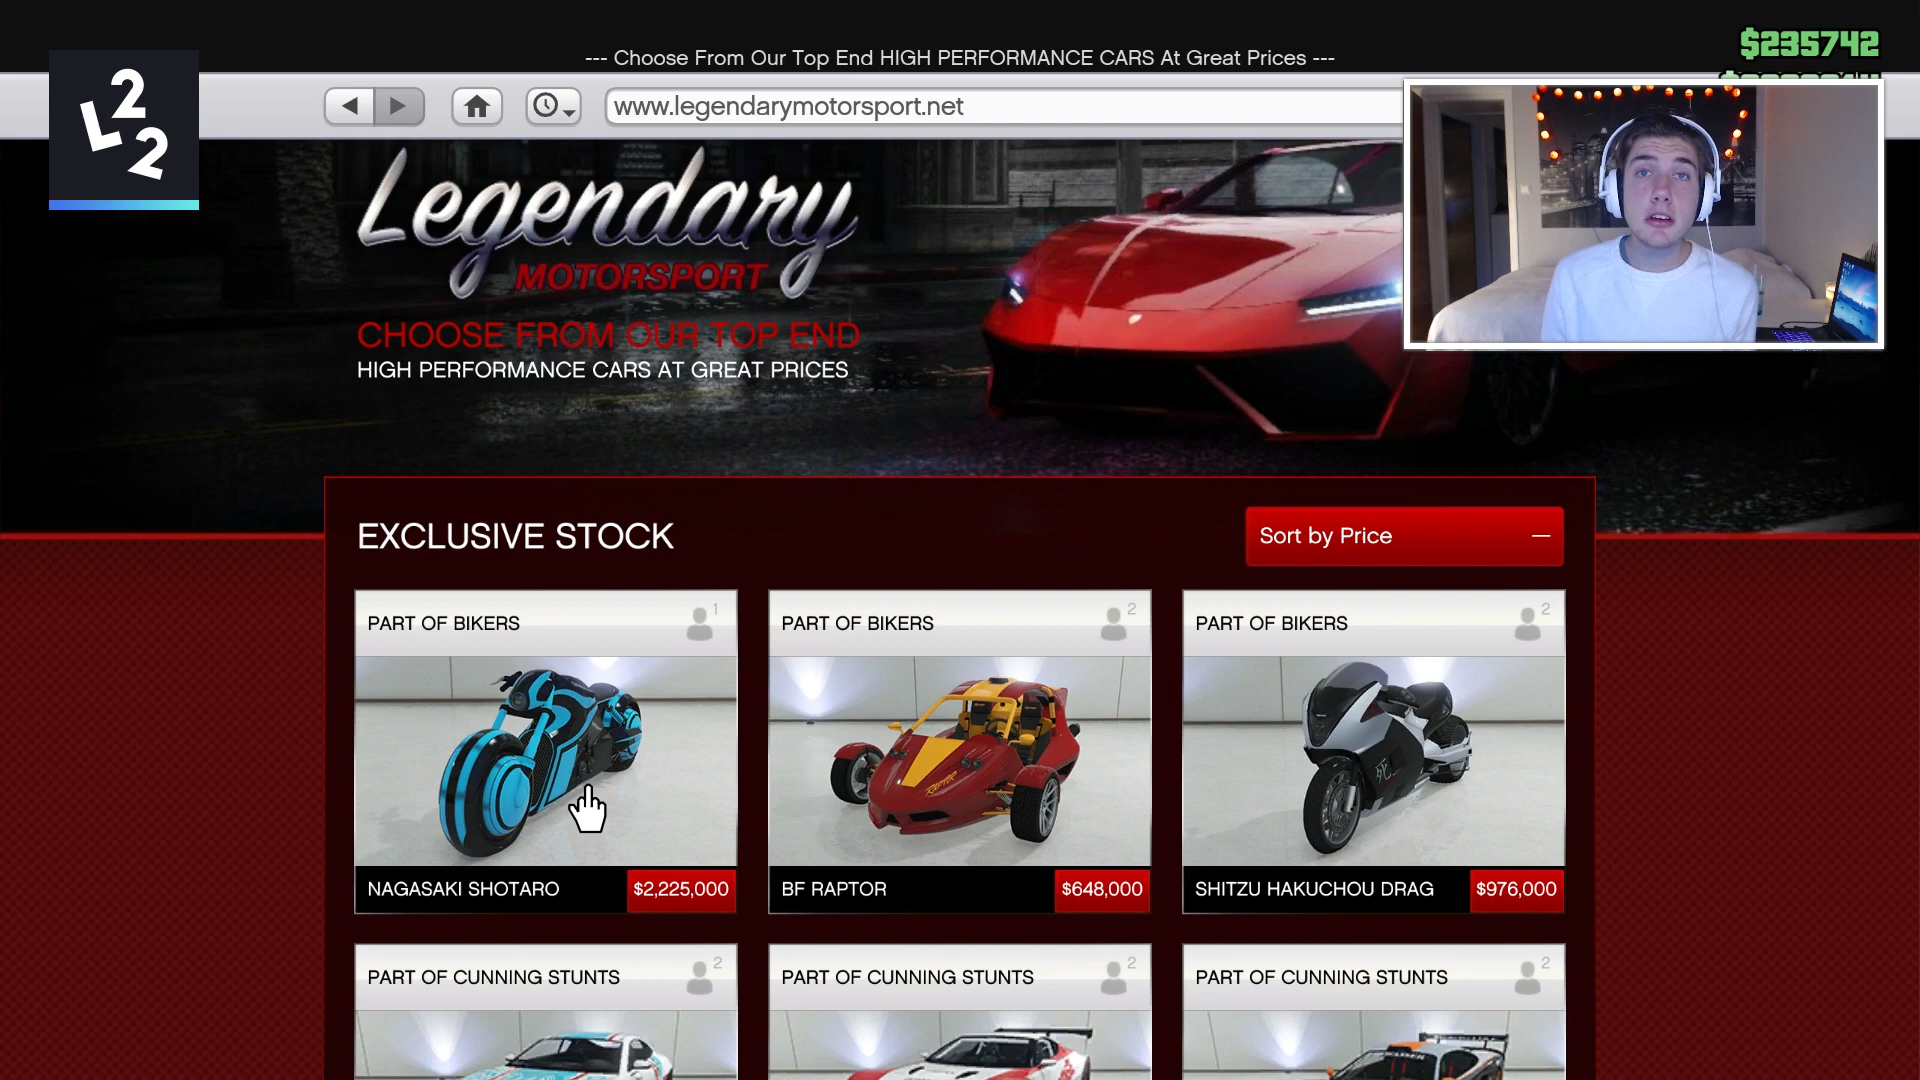 --- Choose From Our Top End HIGH PERFORMANCE CARS At Great Prices ---
$235742
L22
www.legendarymotorsport.net
Legendary
MOTORSPORT
CHOOSE FROM OUR TOP END
HIGH PERFORMANCE CARS AT GREAT PRICES
EXCLUSIVE STOCK
Sort by Price
PART OF BIKERS 1
PART OF BIKERS 2
PART OF BIKERS 2
RAPTOR
死
NAGASAKI SHOTARO $2,225,000
BF RAPTOR $648,000
SHITZU HAKUCHOU DRAG $976,000
PART OF CUNNING STUNTS 2
PART OF CUNNING STUNTS 2
PART OF CUNNING STUNTS 2